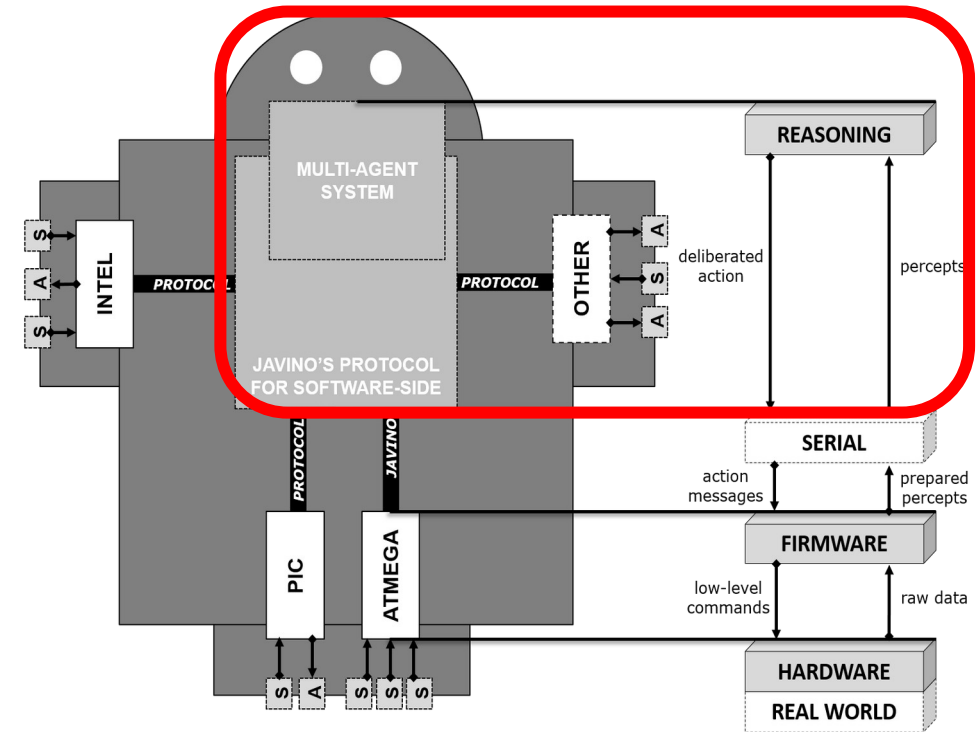 REASONING
MULTI-AGENT
SYSTEM
deliberated
action
percepts
S
A
S
INTEL
PROTOCOL
PROTOCOL
OTHER
A
S
A
JAVINO'S PROTOCOL
FOR SOFTWARE-SIDE
PROTOCOL
JAVINO
SERIAL
action
messages
prepared
percepts
PIC
ATMEGA
FIRMWARE
low-level
commands
raw data
S
A
S
S
S
HARDWARE
REAL WORLD